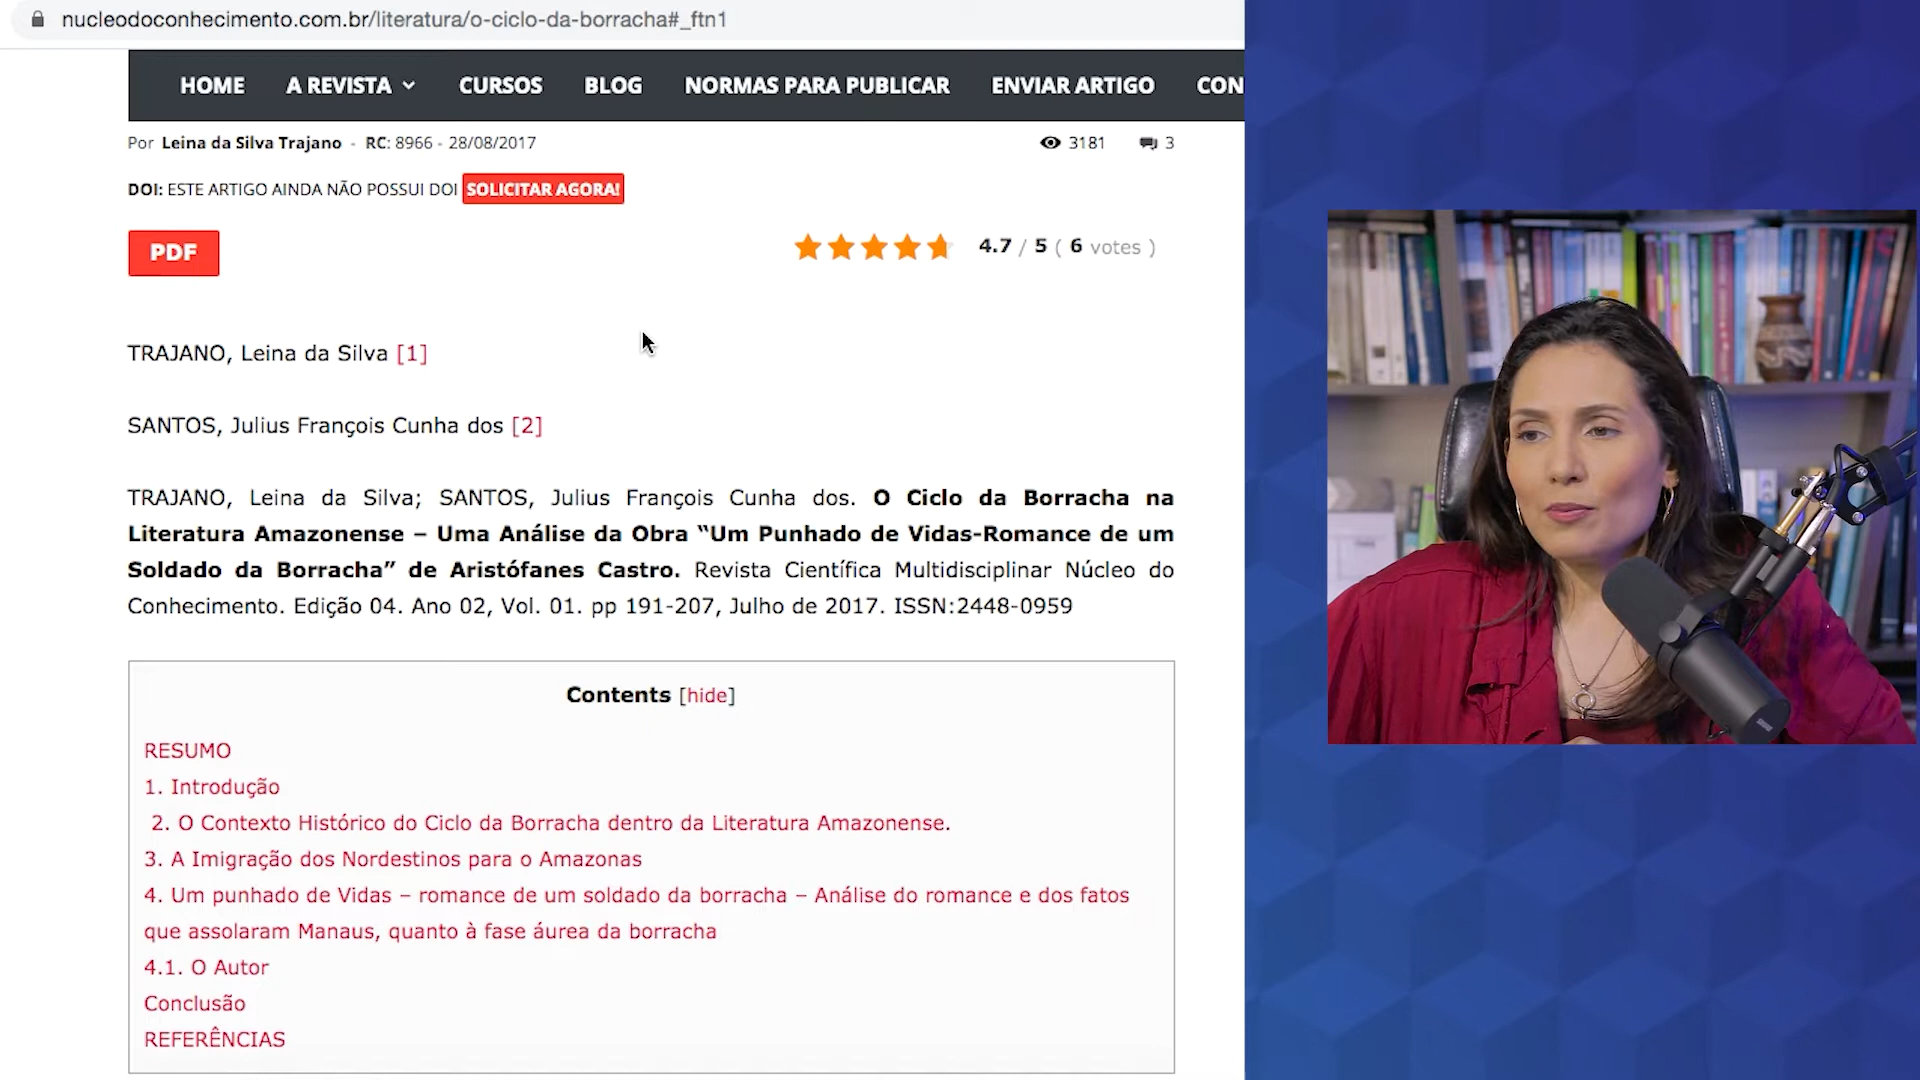 nucleodoconhecimento.com.br/literatura/o-ciclo-da-borracha#_ftn1
HOME A REVISTA CURSOS BLOG NORMAS PARA PUBLICAR ENVIAR ARTIGO CON
Por Leina da Silva Trajano - RC: 8966 - 28/08/2017 3181 3
DOI: ESTE ARTIGO AINDA NÃO POSSUI DOI SOLICITAR AGORA!
PDF 4.7 / 5 ( 6 votes )
TRAJANO, Leina da Silva [1]
SANTOS, Julius François Cunha dos [2]
TRAJANO, Leina da Silva; SANTOS, Julius François Cunha dos. O Ciclo da Borracha na
Literatura Amazonense – Uma Análise da Obra “Um Punhado de Vidas-Romance de um
Soldado da Borracha” de Aristófanes Castro. Revista Científica Multidisciplinar Núcleo do
Conhecimento. Edição 04. Ano 02, Vol. 01. pp 191-207, Julho de 2017. ISSN:2448-0959
Contents [hide]
RESUMO
1. Introdução
2. O Contexto Histórico do Ciclo da Borracha dentro da Literatura Amazonense.
3. A Imigração dos Nordestinos para o Amazonas
4. Um punhado de Vidas – romance de um soldado da borracha – Análise do romance e dos fatos
que assolaram Manaus, quanto à fase áurea da borracha
4.1. O Autor
Conclusão
REFERÊNCIAS